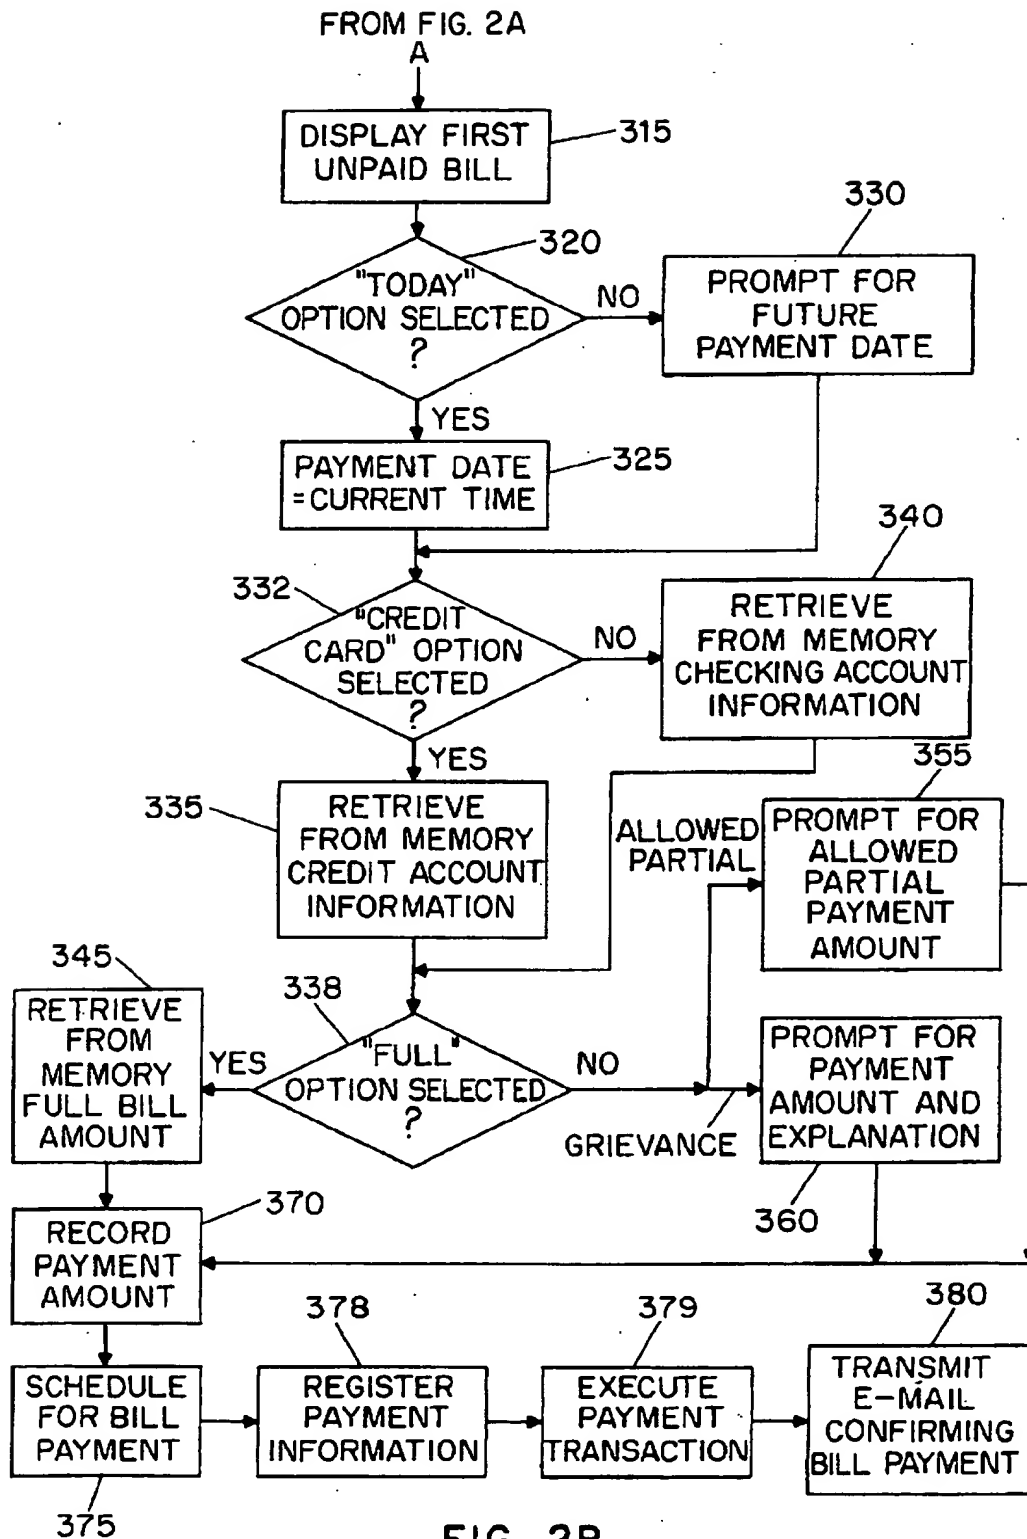 FROM FIG. 2A
A
DISPLAY FIRST
UNPAID BILL
315
320
"TODAY"
OPTION SELECTED
?
NO
330
PROMPT FOR
FUTURE
PAYMENT DATE
YES
PAYMENT DATE
=CURRENT TIME
325
332
"CREDIT
CARD" OPTION
SELECTED
?
NO
340
RETRIEVE
FROM MEMORY
CHECKING ACCOUNT
INFORMATION
YES
335
RETRIEVE
FROM MEMORY
CREDIT ACCOUNT
INFORMATION
ALLOWED
PARTIAL
355
PROMPT FOR
ALLOWED
PARTIAL
PAYMENT
AMOUNT
345
RETRIEVE
FROM
MEMORY
FULL BILL
AMOUNT
YES
338
"FULL"
OPTION SELECTED
?
NO
GRIEVANCE
PROMPT FOR
PAYMENT
AMOUNT AND
EXPLANATION
360
370
RECORD
PAYMENT
AMOUNT
SCHEDULE
FOR BILL
PAYMENT
375
378
REGISTER
PAYMENT
INFORMATION
379
EXECUTE
PAYMENT
TRANSACTION
380
TRANSMIT
E-MAIL
CONFIRMING
BILL PAYMENT
FIG. 2B